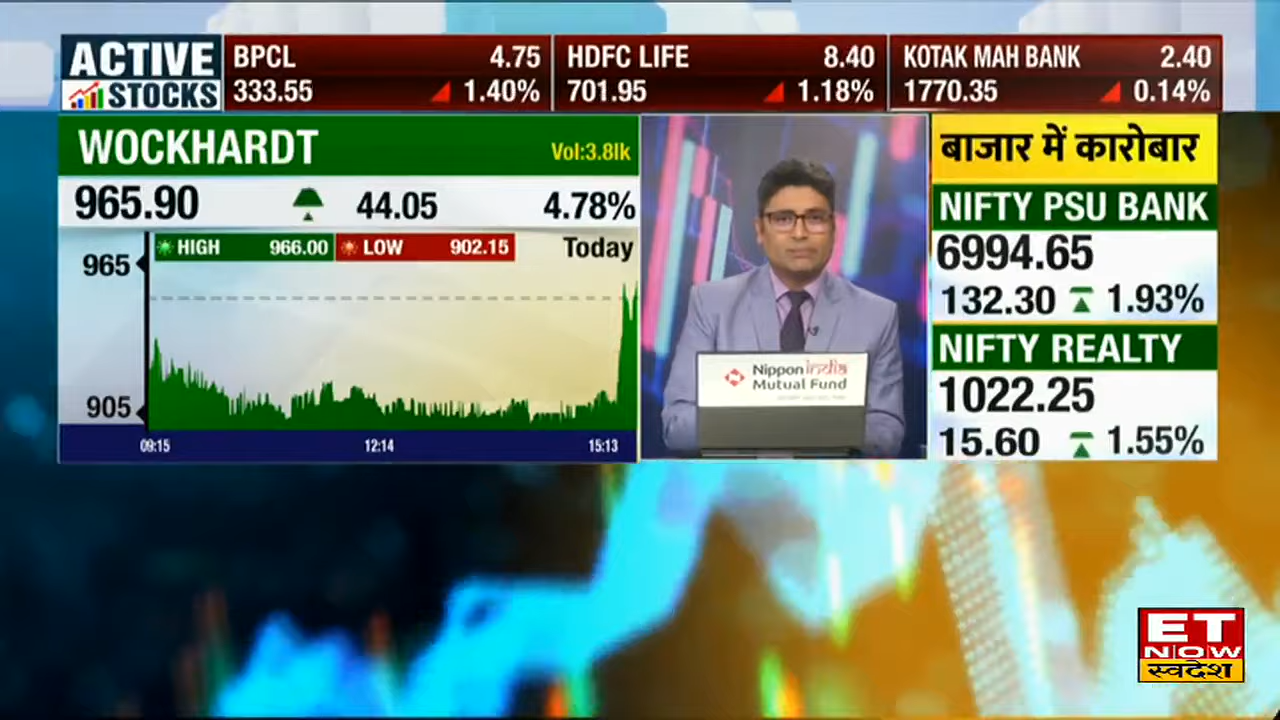 ACTIVE
STOCKS
BPCL 4.75
333.55 1.40%
HDFC LIFE 8.40
701.95 1.18%
KOTAK MAH BANK 2.40
1770.35 0.14%
WOCKHARDT Vol:3.8lk
965.90 44.05 4.78%
HIGH 966.00 LOW 902.15 Today
965
905
09:15 12:14 15:13
Nippon india
Mutual Fund
बाजार में कारोबार
NIFTY PSU BANK
6994.65
132.30 1.93%
NIFTY REALTY
1022.25
15.60 1.55%
ET
NOW
स्वदेश